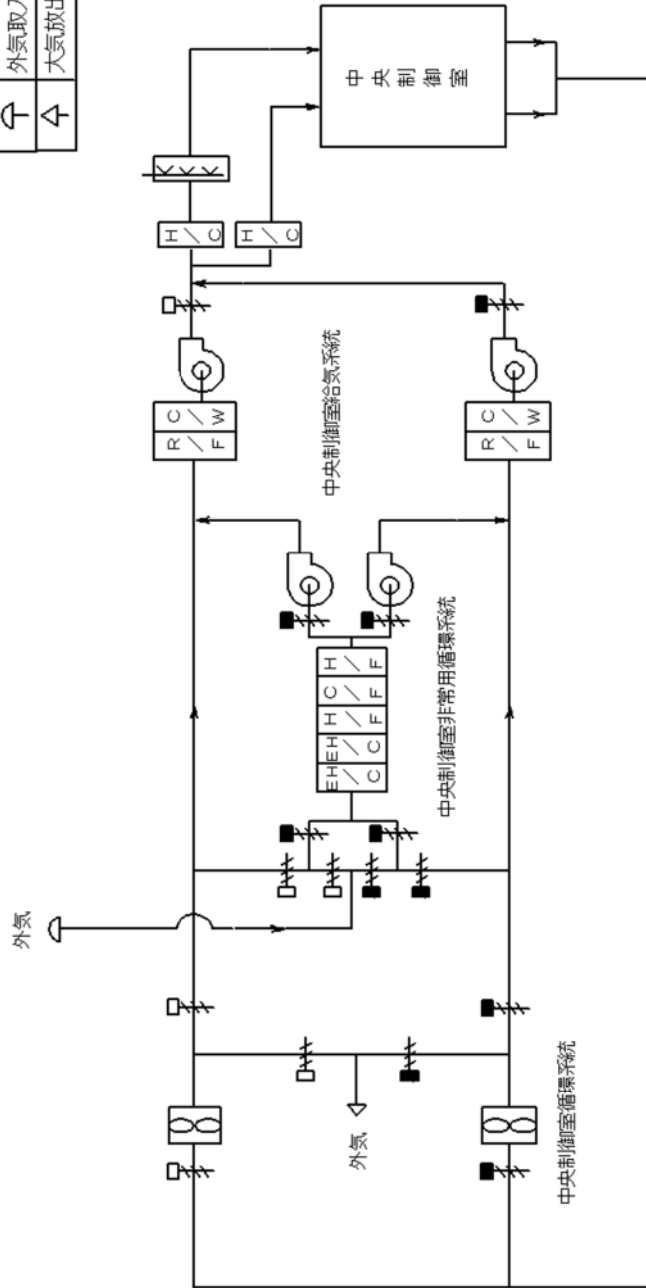 外気
外気取入
大気放出
R/F C/W
H/C
H/C
外気
EH/C EH/C H/F C/F H/F
中央制御室給気系統
中央制御室
中央制御室非常用循環系統
R/F C/W
中央制御室循環系統